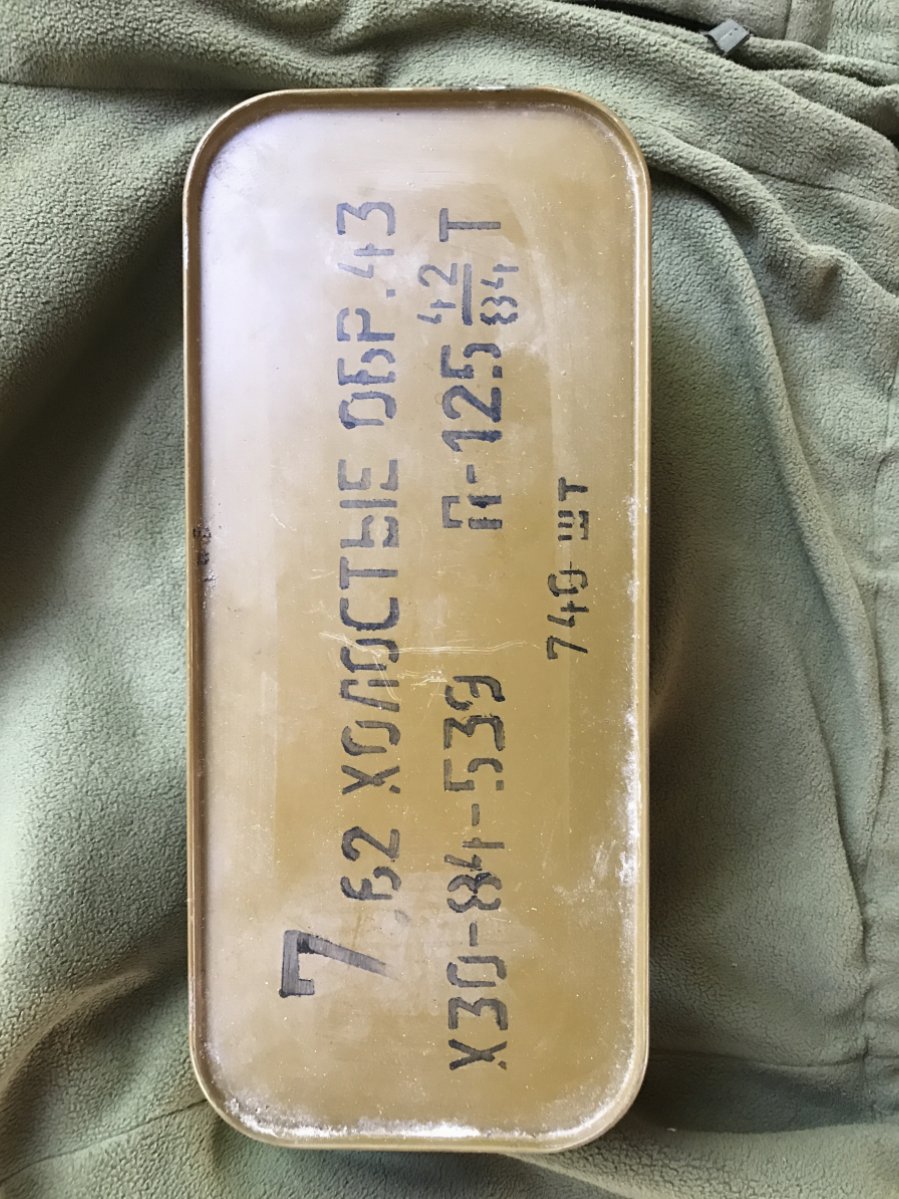 7,62 ХОЛОСТЫЕ ОБР.43
Х30-84-539 П-125 42/84 Т
740 ШТ